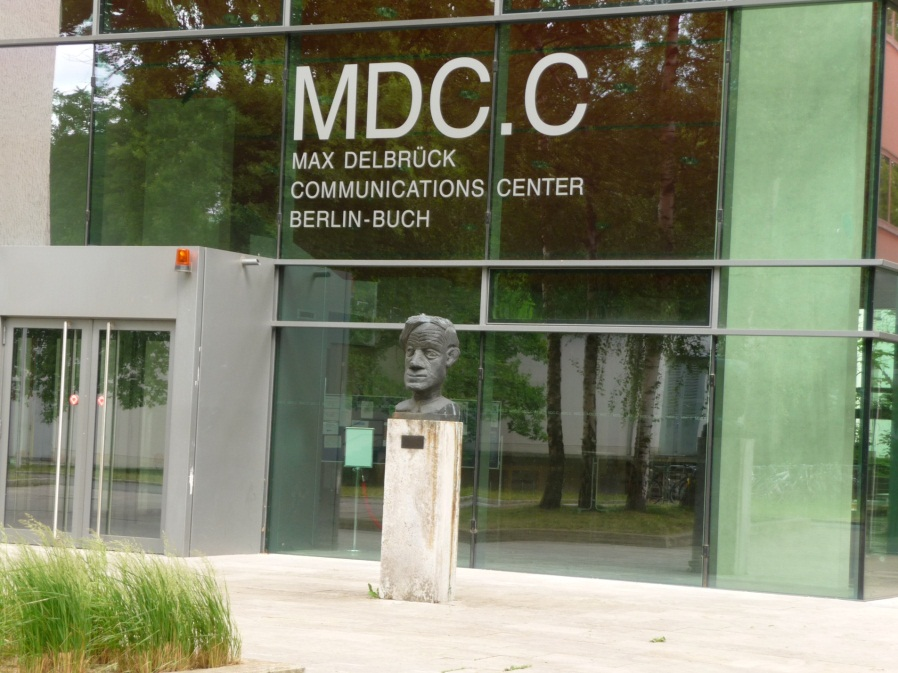 MDC.C
MAX DELBRÜCK
COMMUNICATIONS CENTER
BERLIN-BUCH